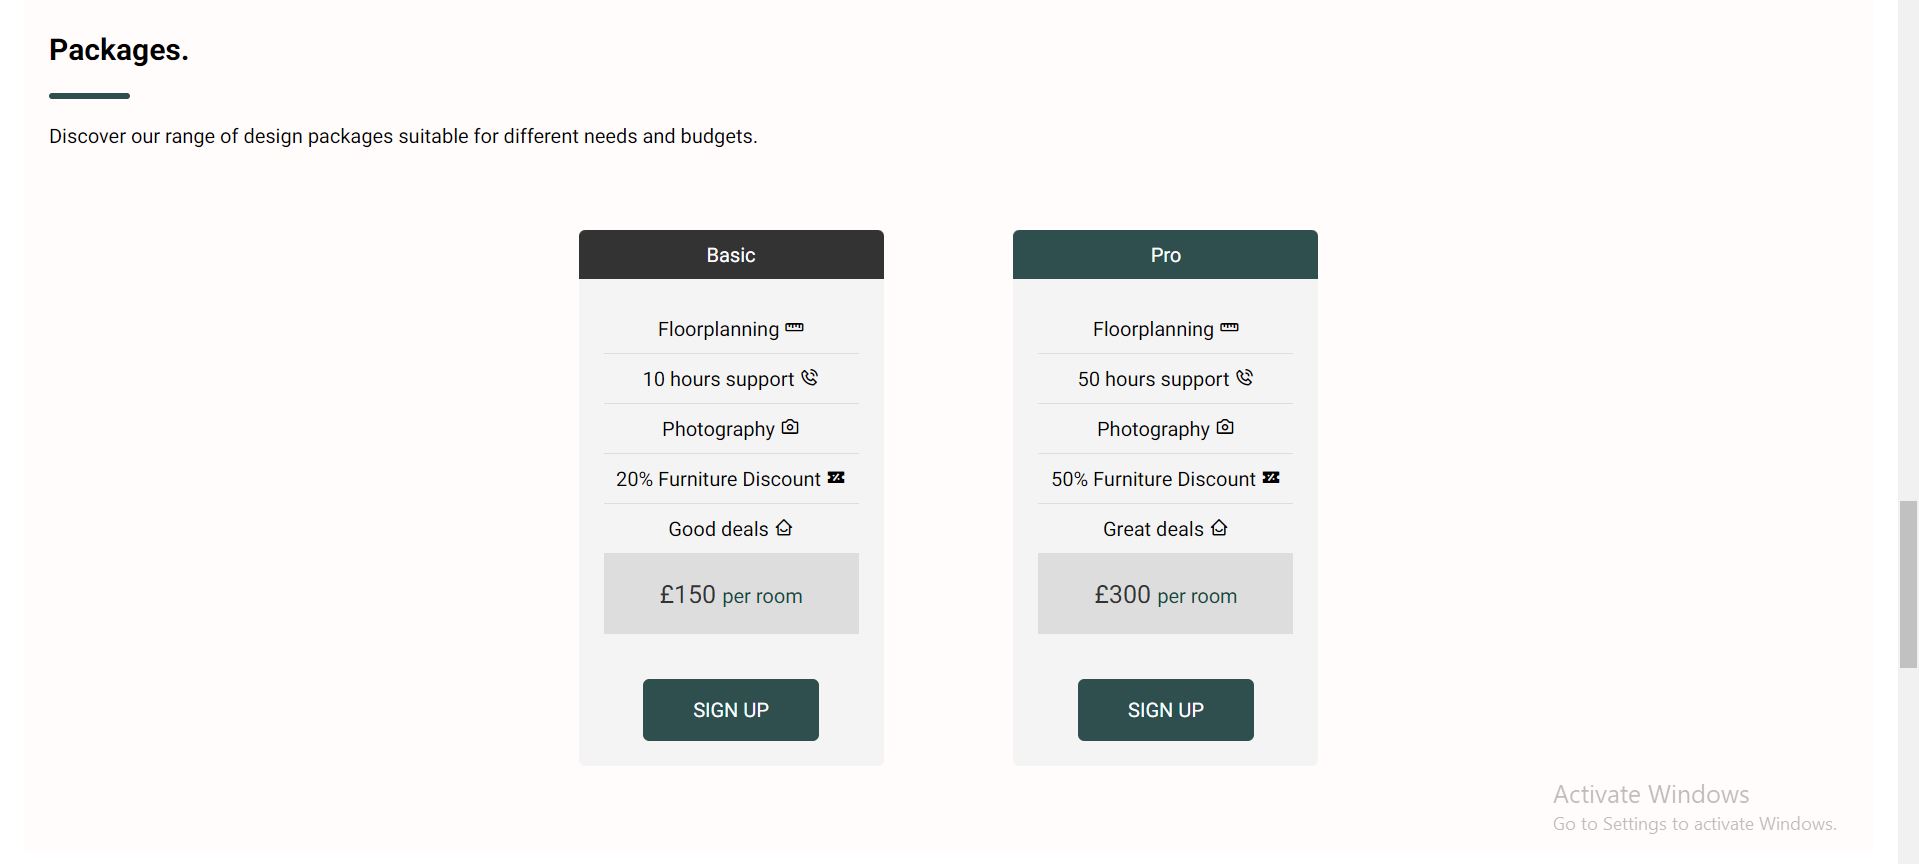 Packages.
Discover our range of design packages suitable for different needs and budgets.
Basic
Floorplanning
10 hours support
Photography
20% Furniture Discount
Good deals
£150 per room
SIGN UP
Pro
Floorplanning
50 hours support
Photography
50% Furniture Discount
Great deals
£300 per room
SIGN UP
Activate Windows
Go to Settings to activate Windows.